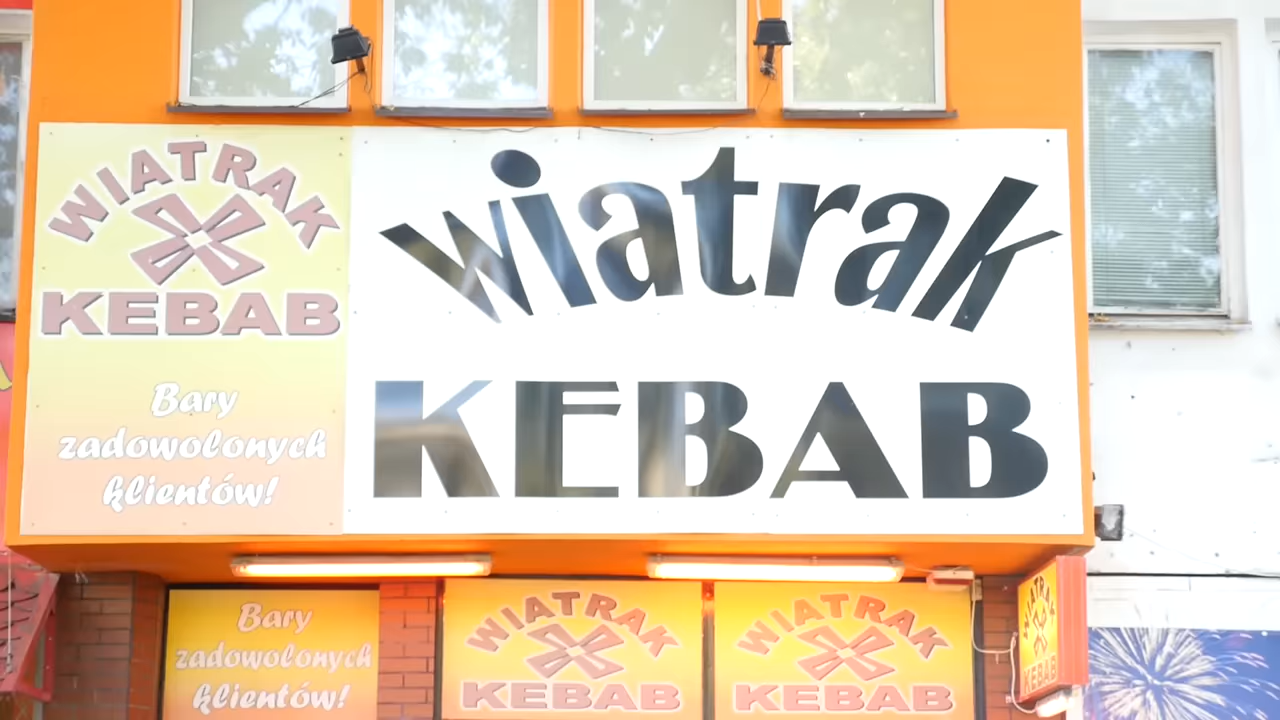 WIATRAK
KEBAB
Bary
zadowolonych
klientów!
wiatrak
KEBAB
Bary
zadowolonych
klientów!
WIATRAK
KEBAB
WIATRAK
KEBAB
WIATRAK
KEBAB